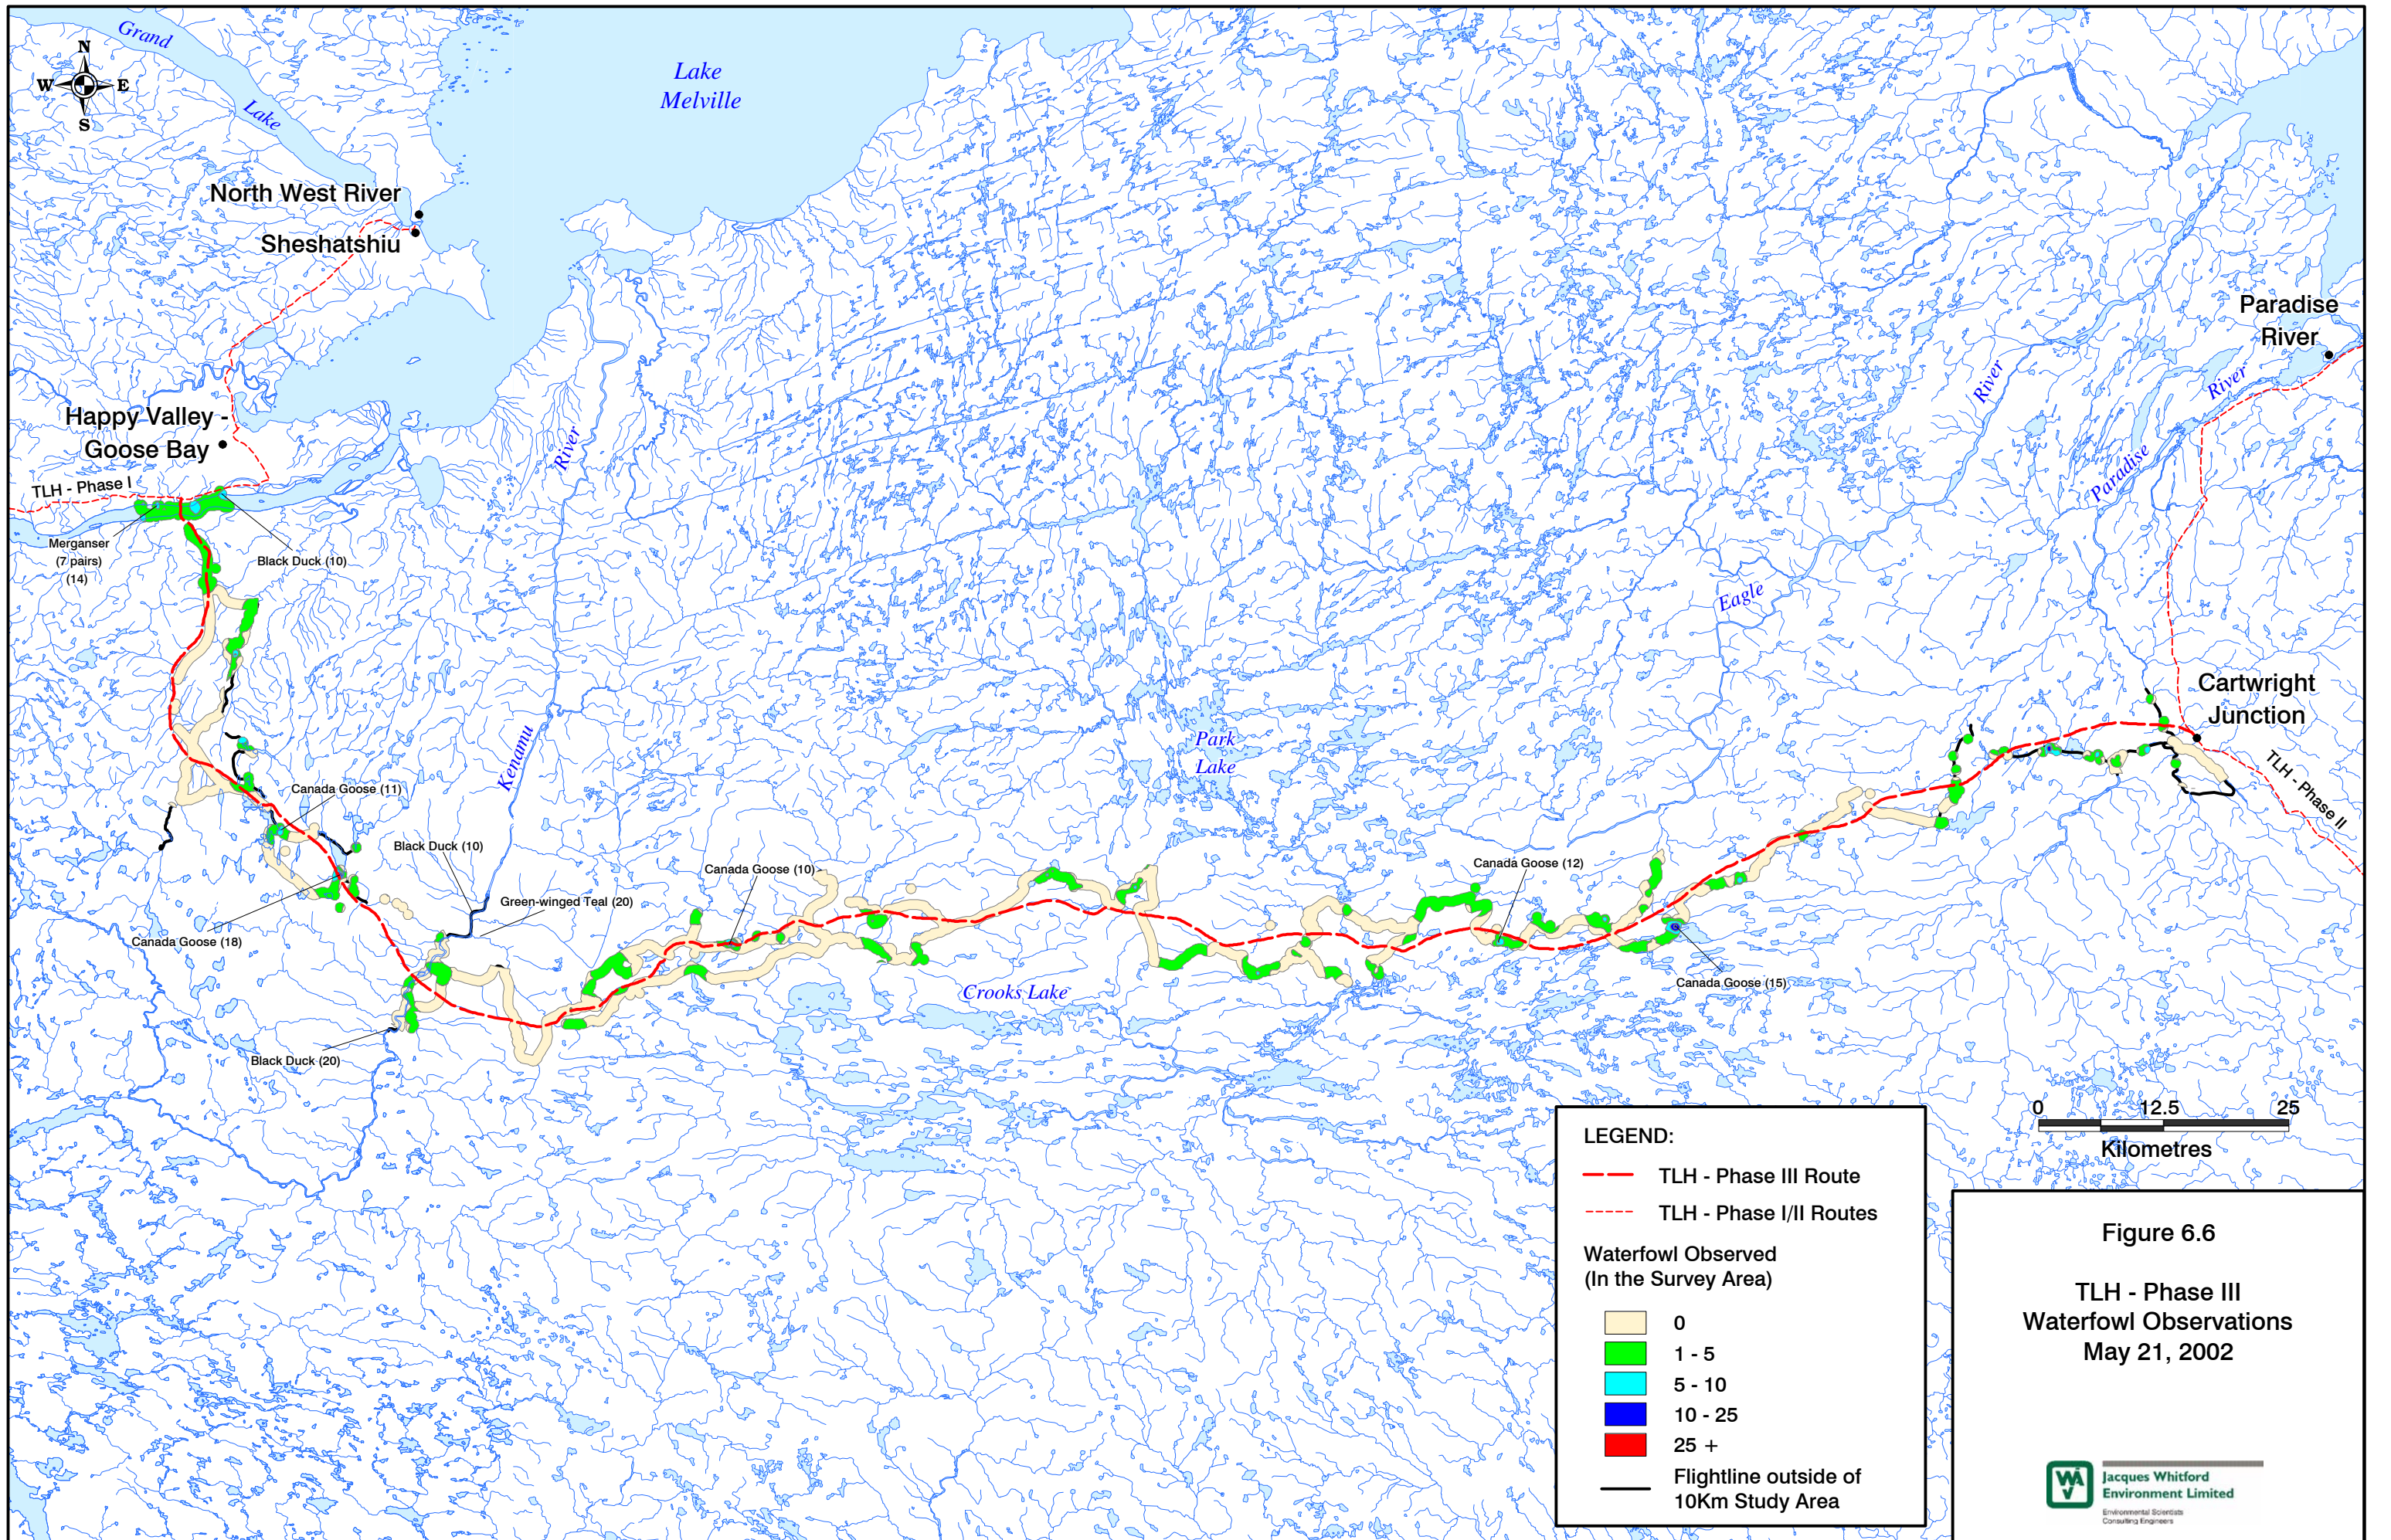 Grand
Lake
N
W E
S
Lake
Melville
North West River
Sheshatshiu
Happy Valley -
Goose Bay
TLH - Phase I
Merganser
(7 pairs)
(14)
Black Duck (10)
River
Kenamu
Paradise
River
River
River
Paradise
Eagle
Park
Lake
Cartwright
Junction
TLH - Phase II
Canada Goose (11)
Black Duck (10)
Green-winged Teal (20)
Canada Goose (18)
Black Duck (20)
Canada Goose (10)
Canada Goose (12)
Canada Goose (15)
Crooks Lake
0 12.5 25
Kilometres
LEGEND:
TLH - Phase III Route
TLH - Phase I/II Routes
Waterfowl Observed
(In the Survey Area)
0
1 - 5
5 - 10
10 - 25
25 +
Flightline outside of
10Km Study Area
Figure 6.6
TLH - Phase III
Waterfowl Observations
May 21, 2002
Jacques Whitford
Environment Limited
Environmental Scientists
Consulting Engineers